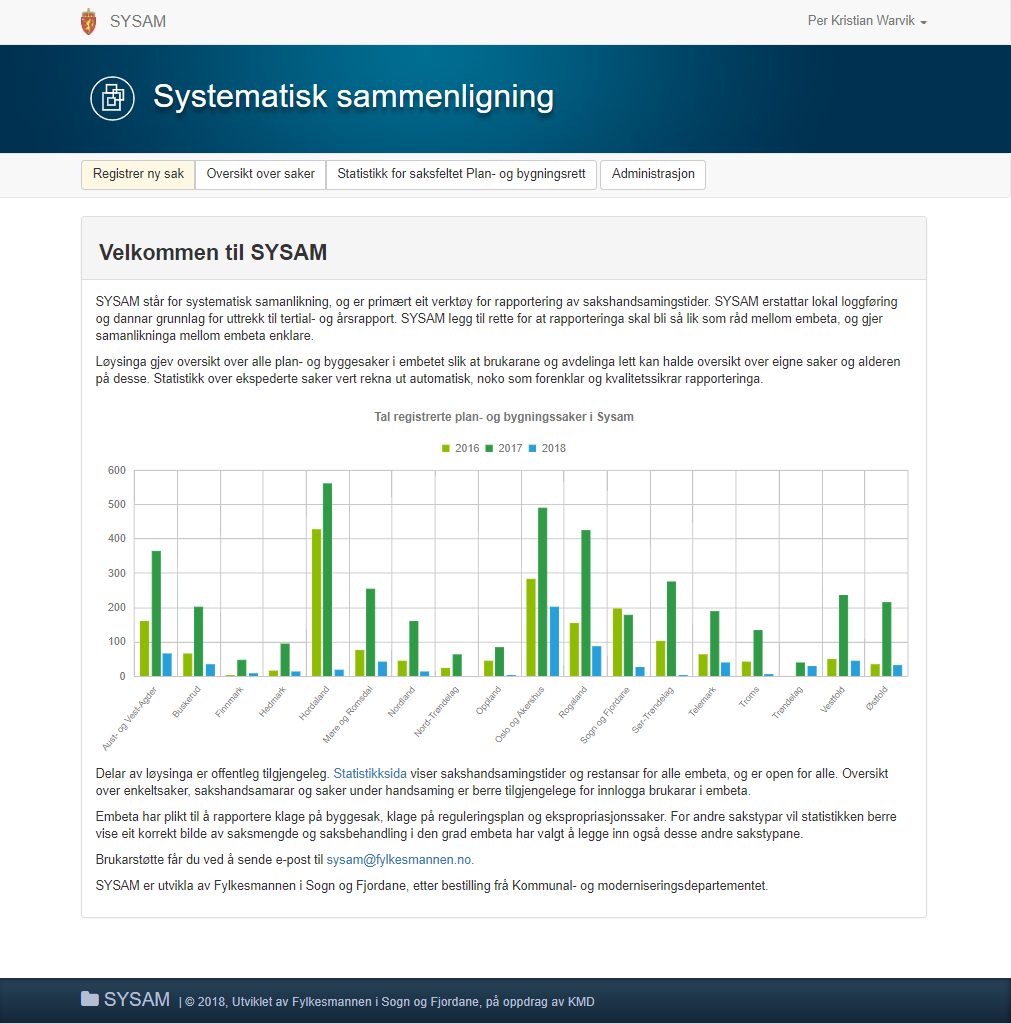 SYSAM
Per Kristian Warvik
Systematisk sammenligning
Registrer ny sak
Oversikt over saker
Statistikk for saksfeltet Plan- og bygningsrett
Administrasjon
Velkommen til SYSAM
SYSAM står for systematisk samanlikning, og er primært eit verktøy for rapportering av sakshandsamingstider. SYSAM erstattar lokal loggføring
og dannar grunnlag for uttrekk til tertial- og årsrapport. SYSAM legg til rette for at rapporteringa skal bli så lik som råd mellom embeta, og gjer
samanlikninga mellom embeta enklare.
Løysinga gjev oversikt over alle plan- og byggesaker i embetet slik at brukarane og avdelinga lett kan halde oversikt over eigne saker og alderen
på desse. Statistikk over ekspederte saker vert rekna ut automatisk, noko som forenklar og kvalitetssikrar rapporteringa.
Tal registrerte plan- og bygningssaker i Sysam
2016 2017 2018
600
500
400
300
200
100
0
Aust- og Vest-Agder
Buskerud
Finnmark
Hedmark
Hordaland
Møre og Romsdal
Nordland
Nord-Trøndelag
Oppland
Oslo og Akershus
Rogaland
Sogn og Fjordane
Sør-Trøndelag
Telemark
Troms
Trøndelag
Vestfold
Østfold
Delar av løysinga er offentleg tilgjengeleg. Statistikksida viser sakshandsamingstider og restansar for alle embeta, og er open for alle. Oversikt
over enkeltsaker, sakshandsamarar og saker under handsaming er berre tilgjengelege for innlogga brukarar i embeta.
Embeta har plikt til å rapportere klage på byggesak, klage på reguleringsplan og ekspropriasjonssaker. For andre sakstypar vil statistikken berre
vise eit korrekt bilde av saksmengde og saksbehandling i den grad embeta har valgt å legge inn også desse andre sakstypane.
Brukarstøtte får du ved å sende e-post til sysam@fylkesmannen.no.
SYSAM er utvikla av Fylkesmannen i Sogn og Fjordane, etter bestilling frå Kommunal- og moderniseringsdepartementet.
SYSAM | © 2018, Utviklet av Fylkesmannen i Sogn og Fjordane, på oppdrag av KMD